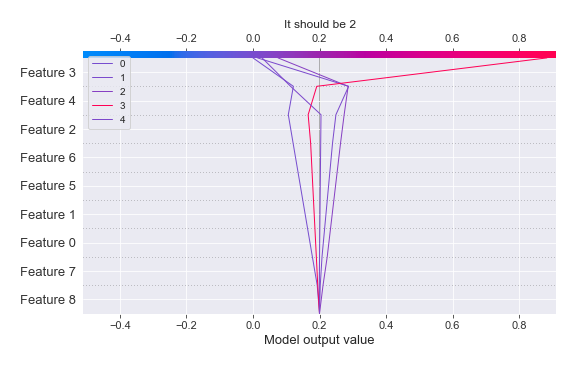 It should be 2
−0.4 −0.2 0.0 0.2 0.4 0.6 0.8
0
1
2
3
4
Feature 3
Feature 4
Feature 2
Feature 6
Feature 5
Feature 1
Feature 0
Feature 7
Feature 8
−0.4 −0.2 0.0 0.2 0.4 0.6 0.8
Model output value